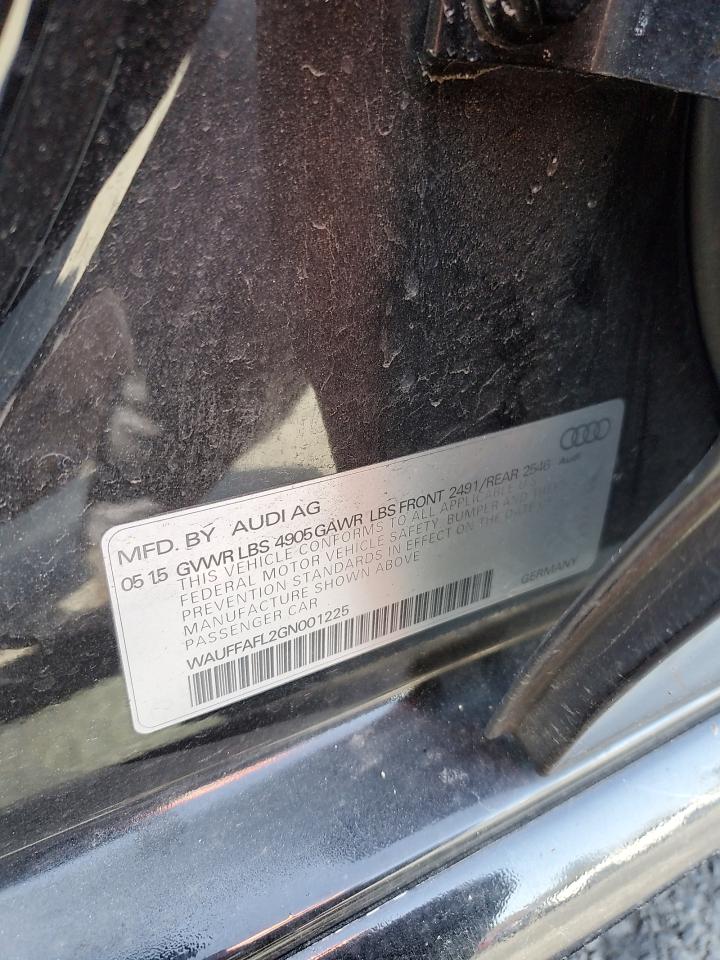 MFD. BY AUDI AG
Audi
05 15 GVWR LBS 4905 GAWR LBS FRONT 2491/REAR 2546
THIS VEHICLE CONFORMS TO ALL APPLICABLE
FEDERAL MOTOR VEHICLE SAFETY, BUMPER AND THEFT
PREVENTION STANDARDS IN EFFECT ON THE DATE OF
MANUFACTURE SHOWN ABOVE
PASSENGER CAR
GERMANY
WAUFFAFL2GN001225